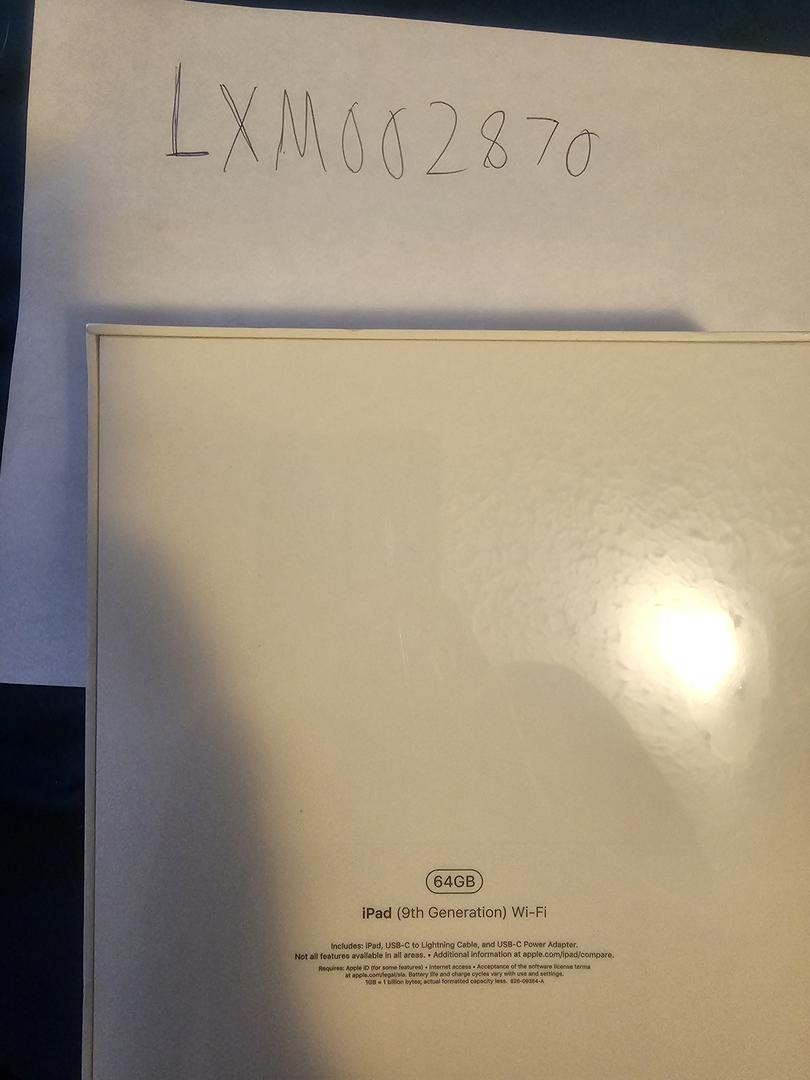 LXM002870
64GB
iPad (9th Generation) Wi-Fi
Includes: iPad, USB-C to Lightning Cable, and USB-C Power Adapter.
Not all features available in all areas. • Additional information at apple.com/ipad/compare.
Requires: Apple ID (for some features) • Internet access • Acceptance of the software license terms
at apple.com/legal/sla. Battery life and charge cycles vary with use and settings.
1GB = 1 billion bytes; actual formatted capacity less. 826-09364-A